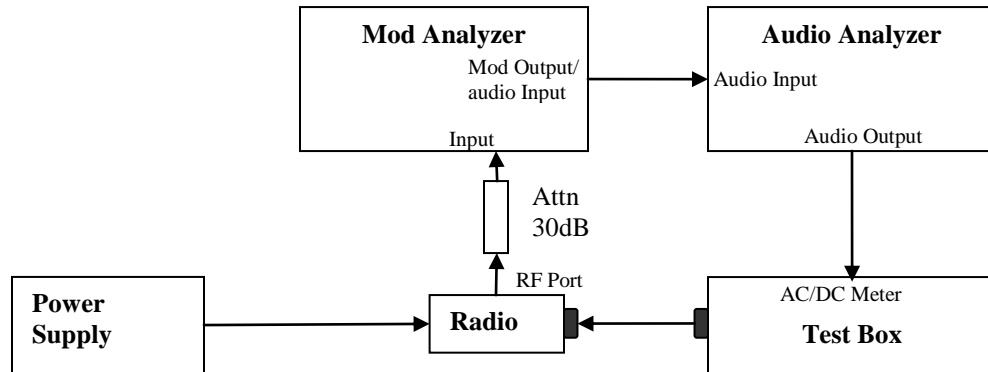 Mod Analyzer
Mod Output/
audio Input
Input
Audio Analyzer
Audio Input
Audio Output
Attn
30dB
RF Port
Power
Supply
Radio
AC/DC Meter
Test Box